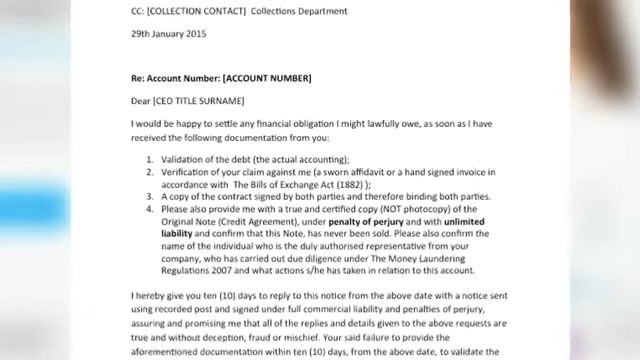 CC: [COLLECTION CONTACT] Collections Department
29th January 2015
Re: Account Number: [ACCOUNT NUMBER]
Dear [CEO TITLE SURNAME]
I would be happy to settle any financial obligation I might lawfully owe, as soon as I have
received the following documentation from you:
1. Validation of the debt (the actual accounting);
2. Verification of your claim against me (a sworn affidavit or a hand signed invoice in
accordance with The Bills of Exchange Act (1882) );
3. A copy of the contract signed by both parties and therefore binding both parties.
4. Please also provide me with a true and certified copy (NOT photocopy) of the
Original Note (Credit Agreement), under penalty of perjury and with unlimited
liability and confirm that this Note, has never been sold. Please also confirm the
name of the individual who is the duly authorised representative from your
company, who has carried out due diligence under The Money Laundering
Regulations 2007 and what actions s/he has taken in relation to this account.
I hereby give you ten (10) days to reply to this notice from the above date with a notice sent
using recorded post and signed under full commercial liability and penalties of perjury,
assuring and promising me that all of the replies and details given to the above requests are
true and without deception, fraud or mischief. Your said failure to provide the
aforementioned documentation within ten (10) days, from the above date, to validate the